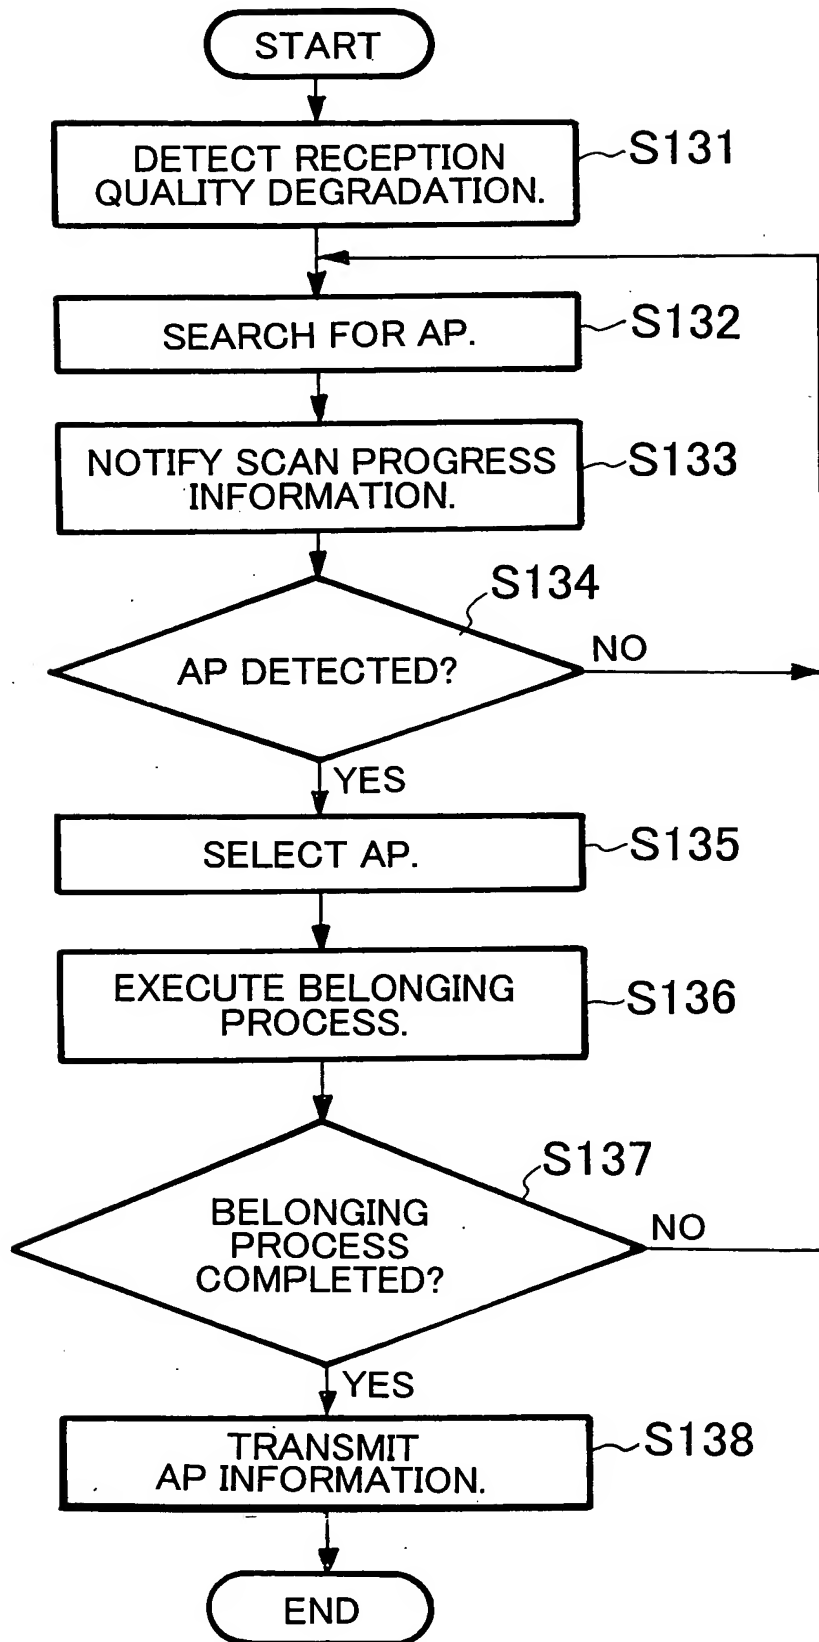 START
DETECT RECEPTION
QUALITY DEGRADATION.
S131
SEARCH FOR AP.
S132
NOTIFY SCAN PROGRESS
INFORMATION.
S133
S134
AP DETECTED?
NO
YES
SELECT AP.
S135
EXECUTE BELONGING
PROCESS.
S136
S137
BELONGING
PROCESS
COMPLETED?
NO
YES
TRANSMIT
AP INFORMATION.
S138
END